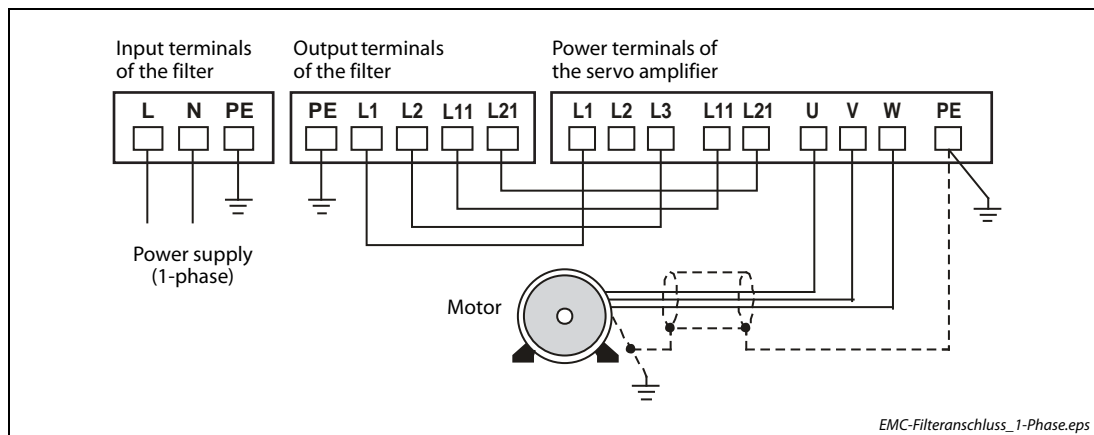 Input terminals
of the filter
Output terminals
of the filter
Power terminals of
the servo amplifier
L N PE
PE L1 L2 L11 L21
L1 L2 L3 L11 L21 U V W PE
Power supply
(1-phase)
Motor
EMC-Filteranschluss_1-Phase.eps